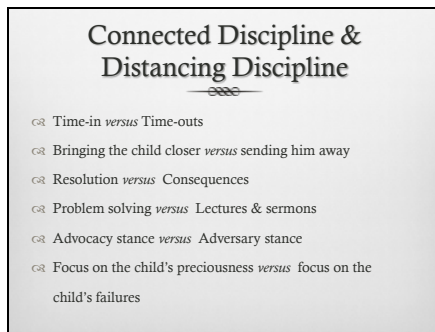 Connected Discipline &
Distancing Discipline
Time-in versus Time-outs
Bringing the child closer versus sending him away
Resolution versus Consequences
Problem solving versus Lectures & sermons
Advocacy stance versus Adversary stance
Focus on the child's preciousness versus focus on the
child's failures